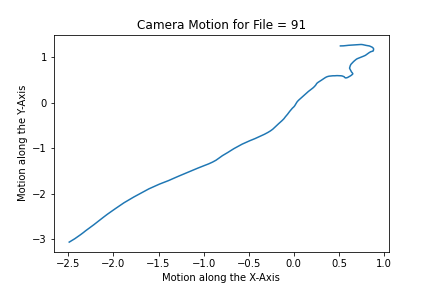 Camera Motion for File = 91
Motion along the Y-Axis
1
0
−1
−2
−3
−2.5 −2.0 −1.5 −1.0 −0.5 0.0 0.5 1.0
Motion along the X-Axis